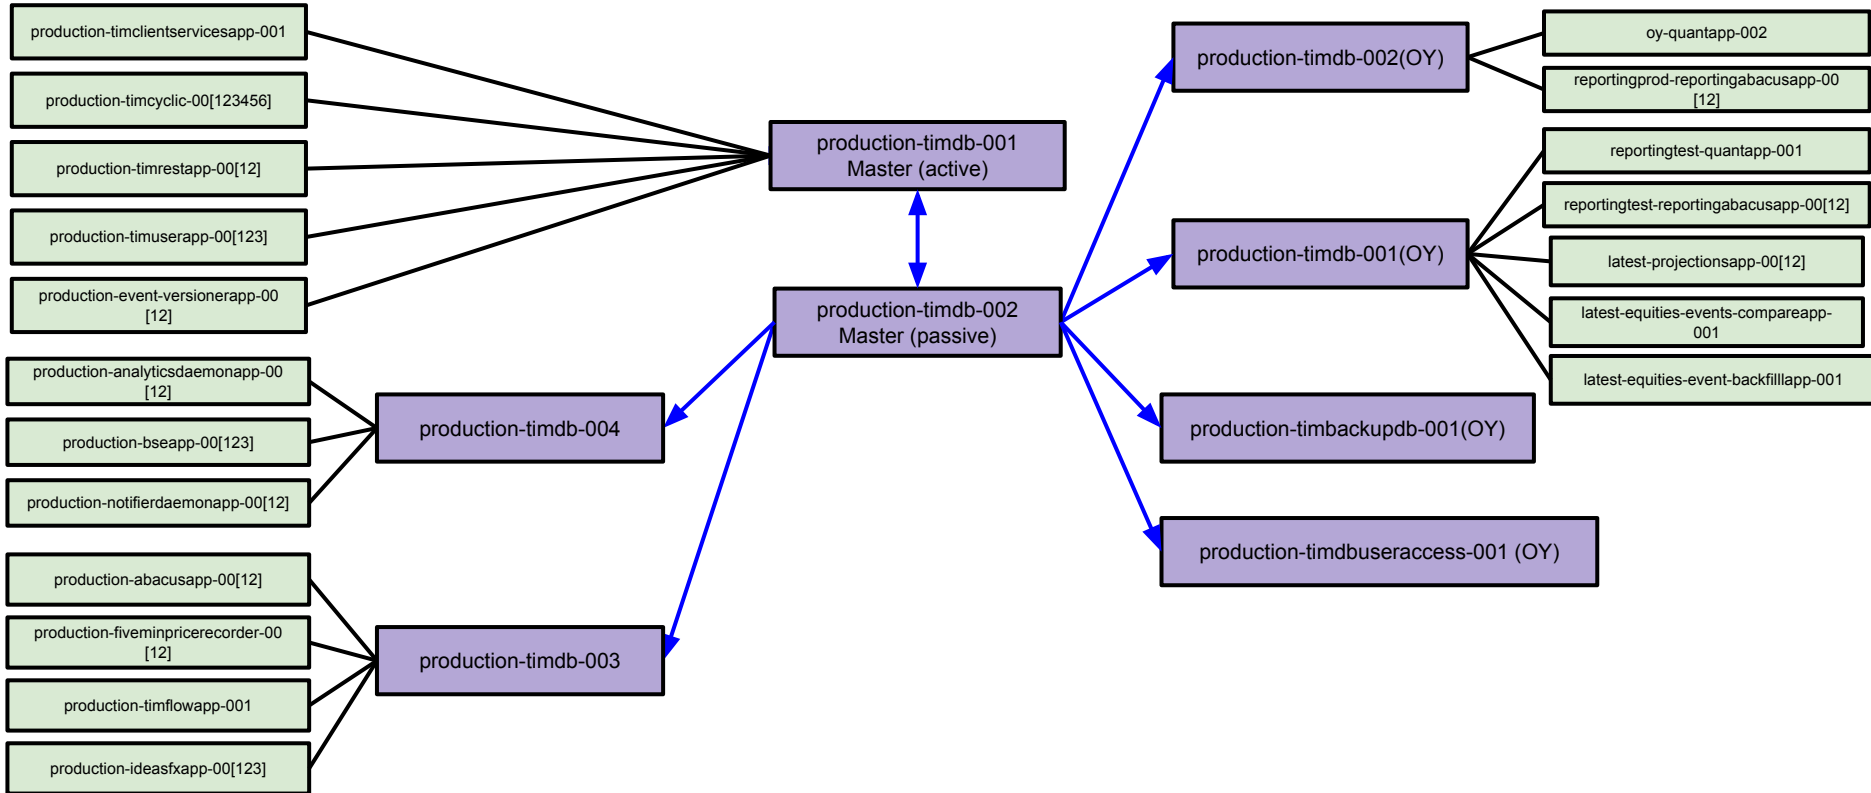 production-timclientservicesapp-001
production-timcyclic-00[123456]
production-timrestapp-00[12]
production-timuserapp-00[123]
production-event-versionerapp-00
[12]
production-analyticsdaemonapp-00
[12]
production-bseapp-00[123]
production-notifierdaemonapp-00[12]
production-abacusapp-00[12]
production-fiveminpricerecorder-00
[12]
production-timflowapp-001
production-ideasfxapp-00[123]
production-timdb-004
production-timdb-003
production-timdb-001
Master (active)
production-timdb-002
Master (passive)
production-timdb-002(OY)
production-timdb-001(OY)
production-timbackupdb-001(OY)
production-timdbuseraccess-001 (OY)
oy-quantapp-002
reportingprod-reportingabacusapp-00
[12]
reportingtest-quantapp-001
reportingtest-reportingabacusapp-00[12]
latest-projectionsapp-00[12]
latest-equities-events-compareapp-
001
latest-equities-event-backfilllapp-001